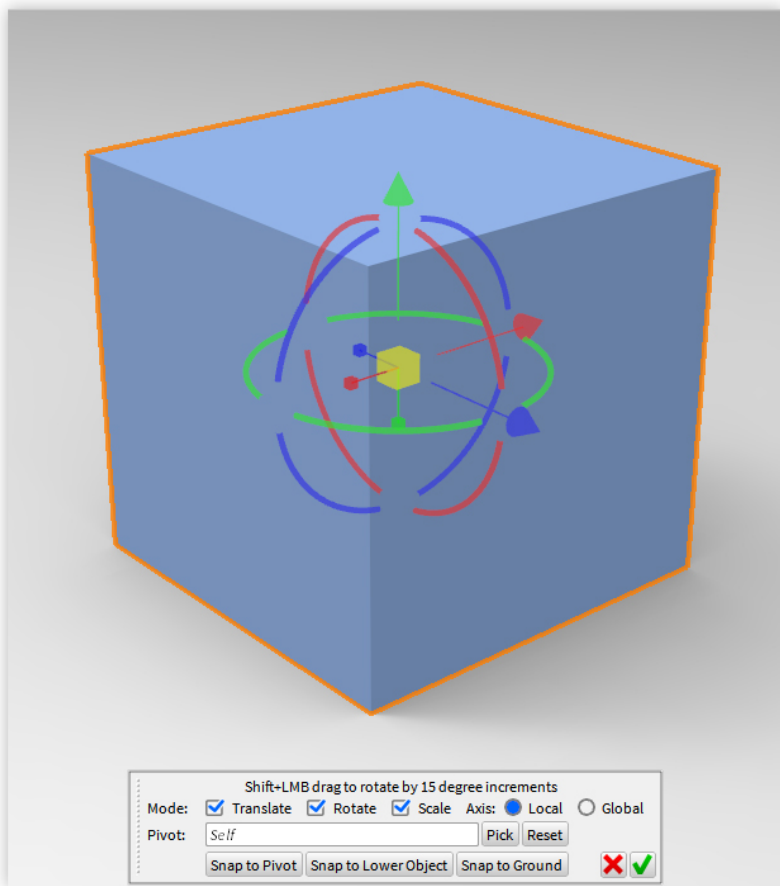 Shift+LMB drag to rotate by 15 degree increments
Mode: Translate Rotate Scale Axis: Local Global
Pivot: Self Pick Reset
Snap to Pivot Snap to Lower Object Snap to Ground